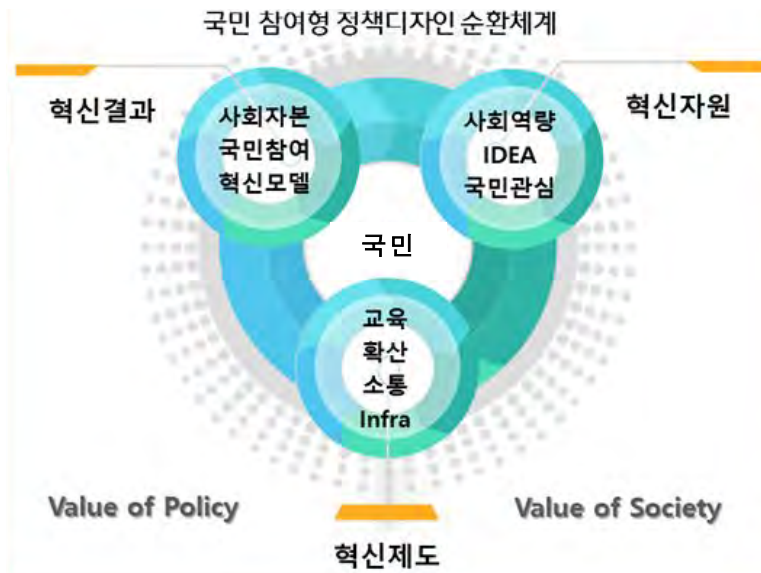 국민 참여형 정책디자인 순환체계
혁신결과
혁신자원
사회자본
국민참여
혁신모델
사회역량
IDEA
국민관심
국민
교육
확산
소통
Infra
Value of Policy
Value of Society
혁신제도